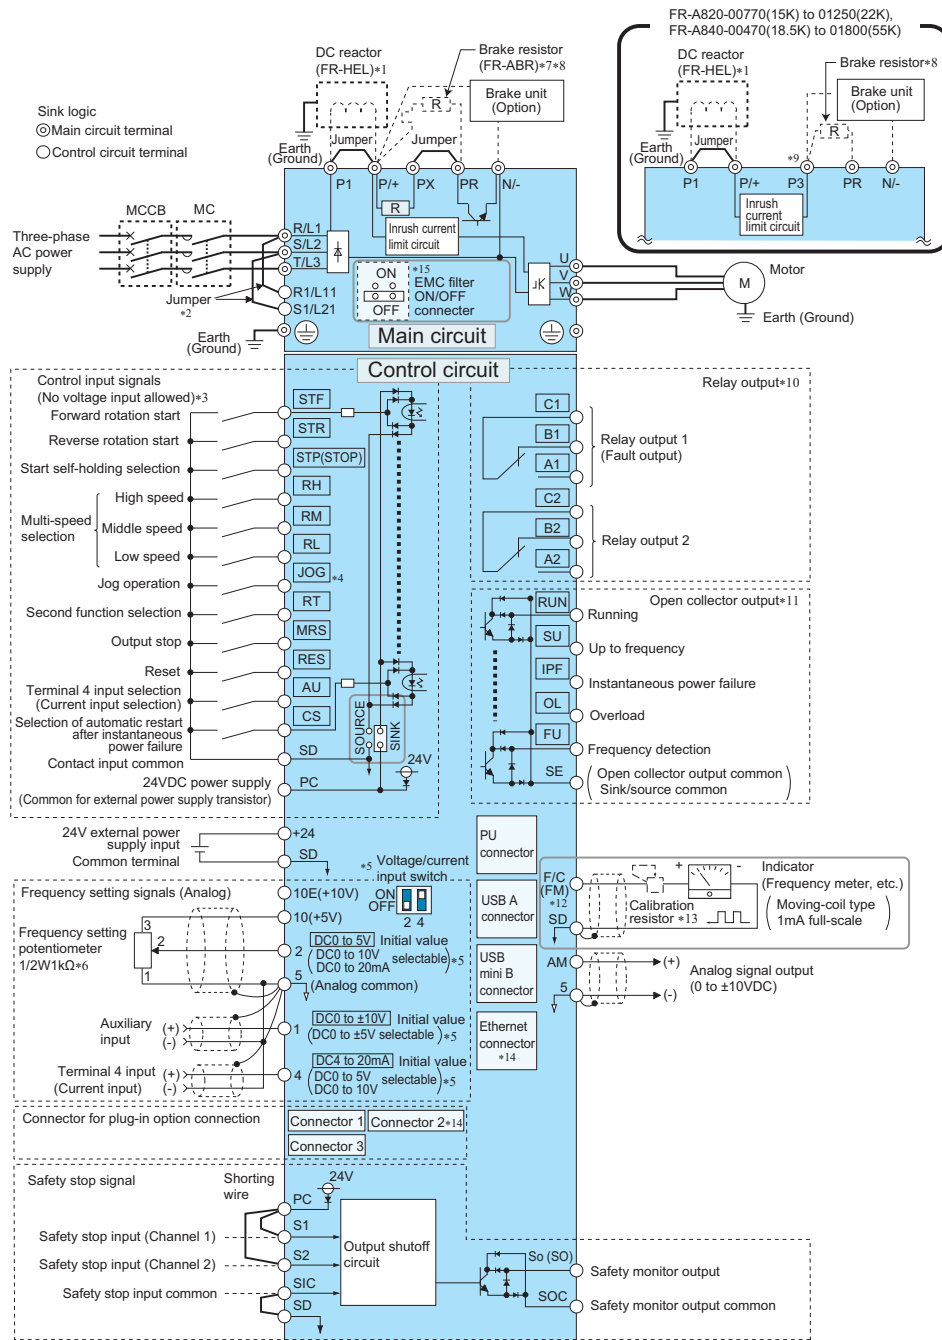 FR-A820-00770(15K) to 01250(22K),
FR-A840-00470(18.5K) to 01800(55K)
DC reactor
(FR-HEL)*1
Brake resistor
(FR-ABR)*7*8
Brake unit
(Option)
R
Jumper
Jumper
Earth
(Ground)
P1
P/+
PX
PR
N/-
DC reactor
(FR-HEL)*1
Brake resistor*8
Brake unit
(Option)
R
Jumper
*9
Earth
(Ground)
P1
P/+
P3
PR
N/-
Inrush
current
limit circuit
Sink logic
Main circuit terminal
Control circuit terminal
MCCB
MC
Three-phase
AC power
supply
R/L1
S/L2
T/L3
R1/L11
S1/L21
Jumper
*2
Earth
(Ground)
R
Inrush current
limit circuit
ON
OFF
*15
EMC filter
ON/OFF
connecter
U
V
W
Motor
M
Earth (Ground)
Main circuit
Control circuit
Control input signals
(No voltage input allowed)*3
Forward rotation start
STF
Reverse rotation start
STR
Start self-holding selection
STP(STOP)
Multi-speed
selection
High speed
RH
Middle speed
RM
Low speed
RL
Jog operation
JOG
*4
Second function selection
RT
Output stop
MRS
Reset
RES
Terminal 4 input selection
(Current input selection)
AU
Selection of automatic restart
after instantaneous
power failure
CS
Contact input common
SD
24VDC power supply
(Common for external power supply transistor)
PC
SOURCE
SINK
24V
Relay output*10
C1
B1
A1
Relay output 1
(Fault output)
C2
B2
A2
Relay output 2
Open collector output*11
RUN
Running
SU
Up to frequency
IPF
Instantaneous power failure
OL
Overload
FU
Frequency detection
SE
Open collector output common
Sink/source common
24V external power
supply input
+24
Common terminal
SD
*5 Voltage/current
input switch
ON
OFF
2 4
Frequency setting signals (Analog)
10E(+10V)
10(+5V)
Frequency setting
potentiometer
1/2W1kΩ*6
3
2
1
2
DC0 to 5V Initial value
(DC0 to 10V
DC0 to 20mA selectable)*5
5
(Analog common)
Auxiliary
input
(+)
(-)
1
DC0 to ±10V Initial value
(DC0 to ±5V selectable)*5
Terminal 4 input
(Current input)
(+)
(-)
4
DC4 to 20mA Initial value
(DC0 to 5V
DC0 to 10V selectable)*5
PU
connector
USB A
connector
USB
mini B
connector
Ethernet
connector
*14
F/C
(FM)
*12
SD
Calibration
resistor *13
+
-
Indicator
(Frequency meter, etc.)
(Moving-coil type
1mA full-scale)
AM
(+)
5
(-)
Analog signal output
(0 to ±10VDC)
Connector for plug-in option connection
Connector 1
Connector 2*14
Connector 3
Safety stop signal
Shorting
wire
24V
PC
S1
Safety stop input (Channel 1)
S2
Safety stop input (Channel 2)
SIC
Safety stop input common
SD
Output shutoff
circuit
So (SO)
Safety monitor output
SOC
Safety monitor output common